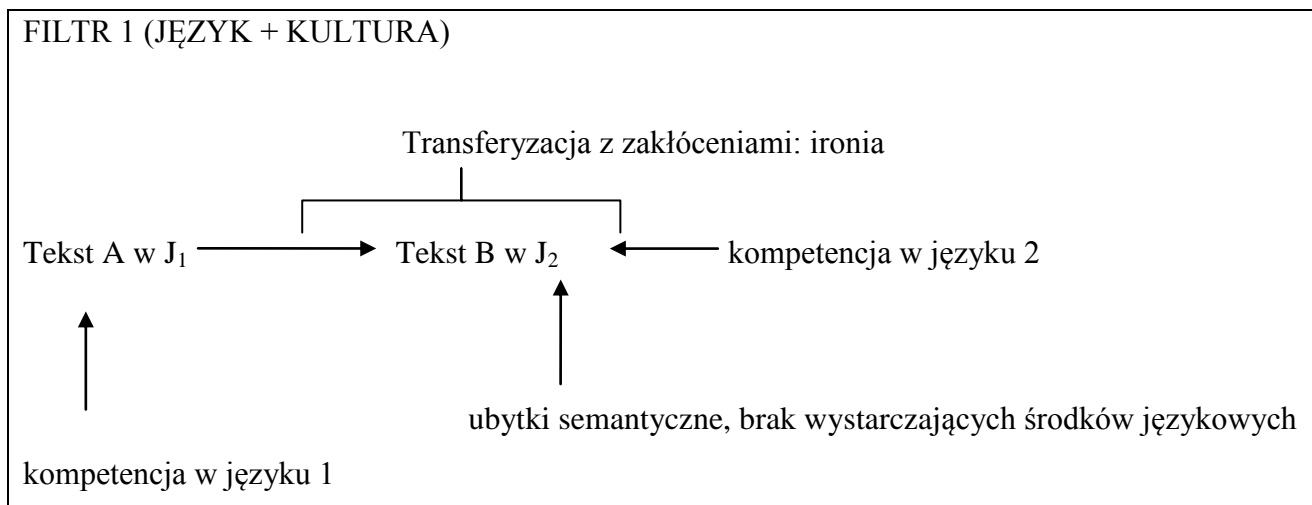 FILTR 1 (JĘZYK + KULTURA)
Transferyzacja z zakłóceniami: ironia
Tekst A w J₁
Tekst B w J₂
kompetencja w języku 2
ubytki semantyczne, brak wystarczających środków językowych
kompetencja w języku 1